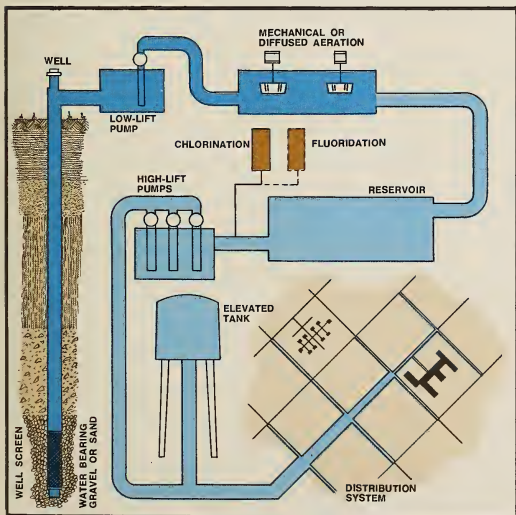 WELL
MECHANICAL OR
DIFFUSED AERATION
LOW-LIFT
PUMP
CHLORINATION
FLUORIDATION
HIGH-LIFT
PUMPS
RESERVOIR
ELEVATED
TANK
WELL SCREEN
WATER BEARING
GRAVEL OR SAND
DISTRIBUTION
SYSTEM